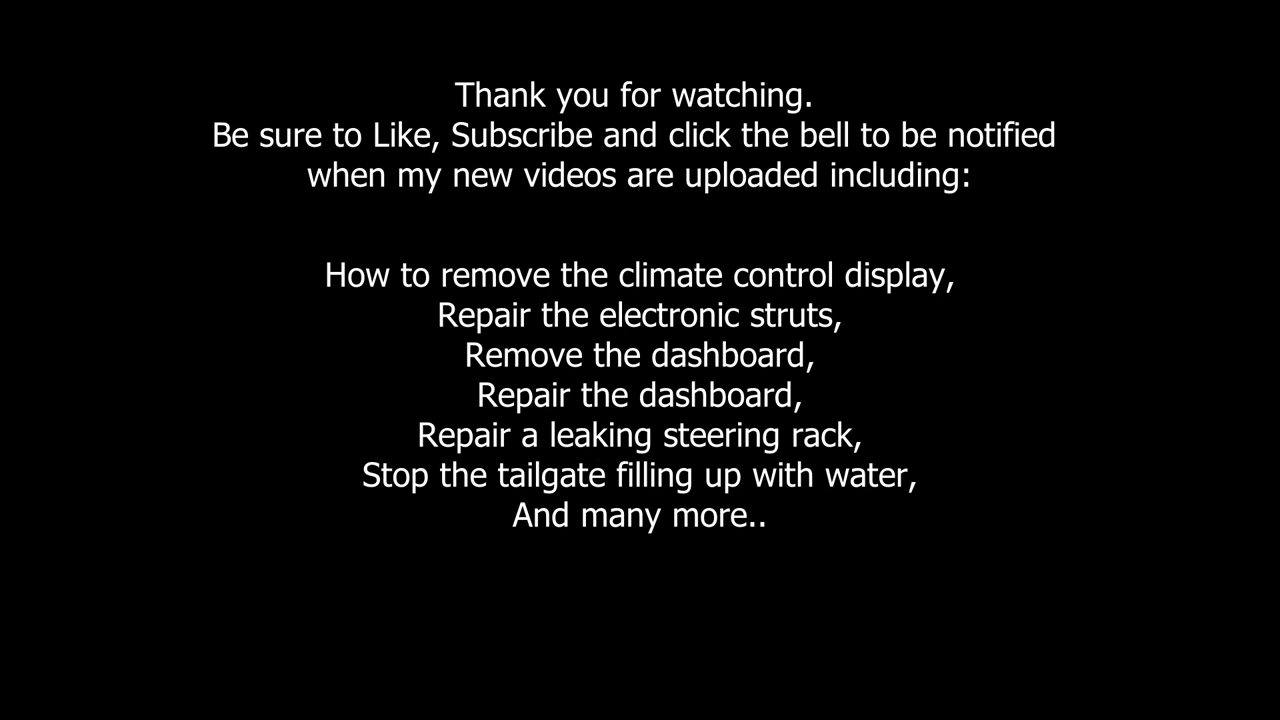 Thank you for watching.
Be sure to Like, Subscribe and click the bell to be notified
when my new videos are uploaded including:
How to remove the climate control display,
Repair the electronic struts,
Remove the dashboard,
Repair the dashboard,
Repair a leaking steering rack,
Stop the tailgate filling up with water,
And many more..